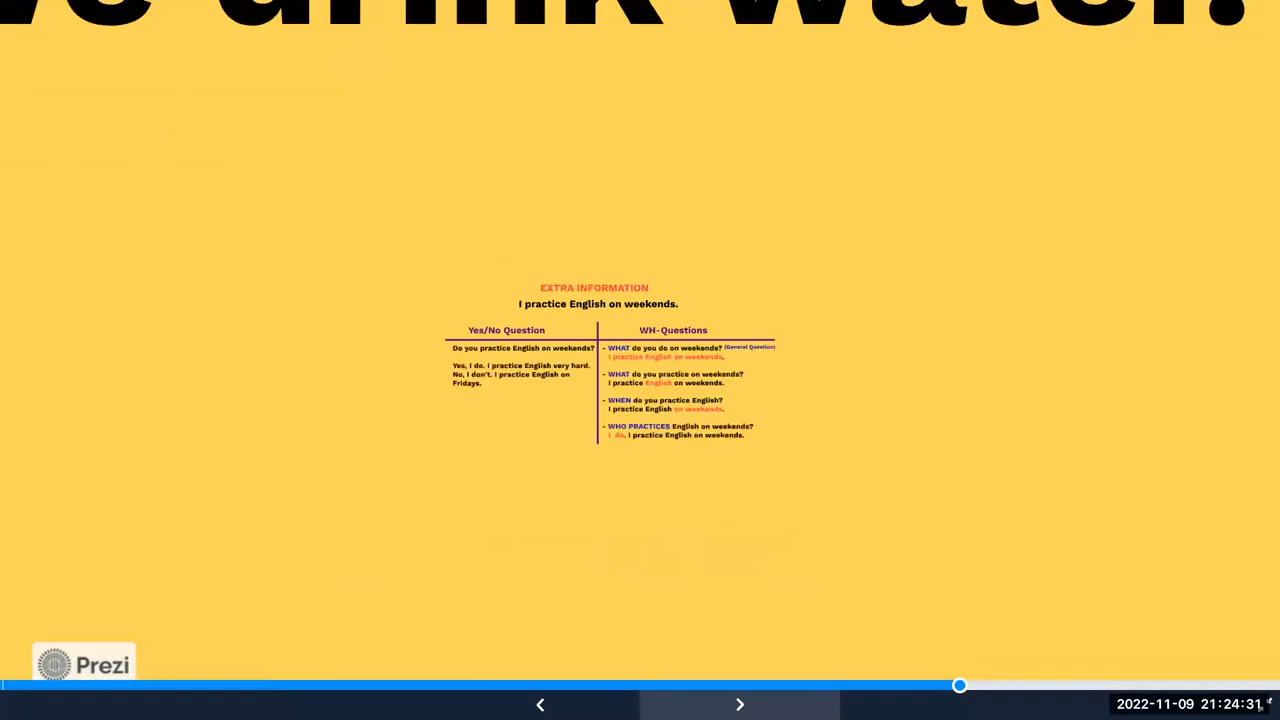 we drink water.
EXTRA INFORMATION
I practice English on weekends.
Yes/No Question
WH-Questions
Do you practice English on weekends?
Yes, I do. I practice English very hard.
No, I don't. I practice English on
Fridays.
- WHAT do you do on weekends? (General Question)
I practice English on weekends.
- WHAT do you practice on weekends?
I practice English on weekends.
- WHEN do you practice English?
I practice English on weekends.
- WHO PRACTICES English on weekends?
I do. I practice English on weekends.
Prezi
2022-11-09 21:24:31